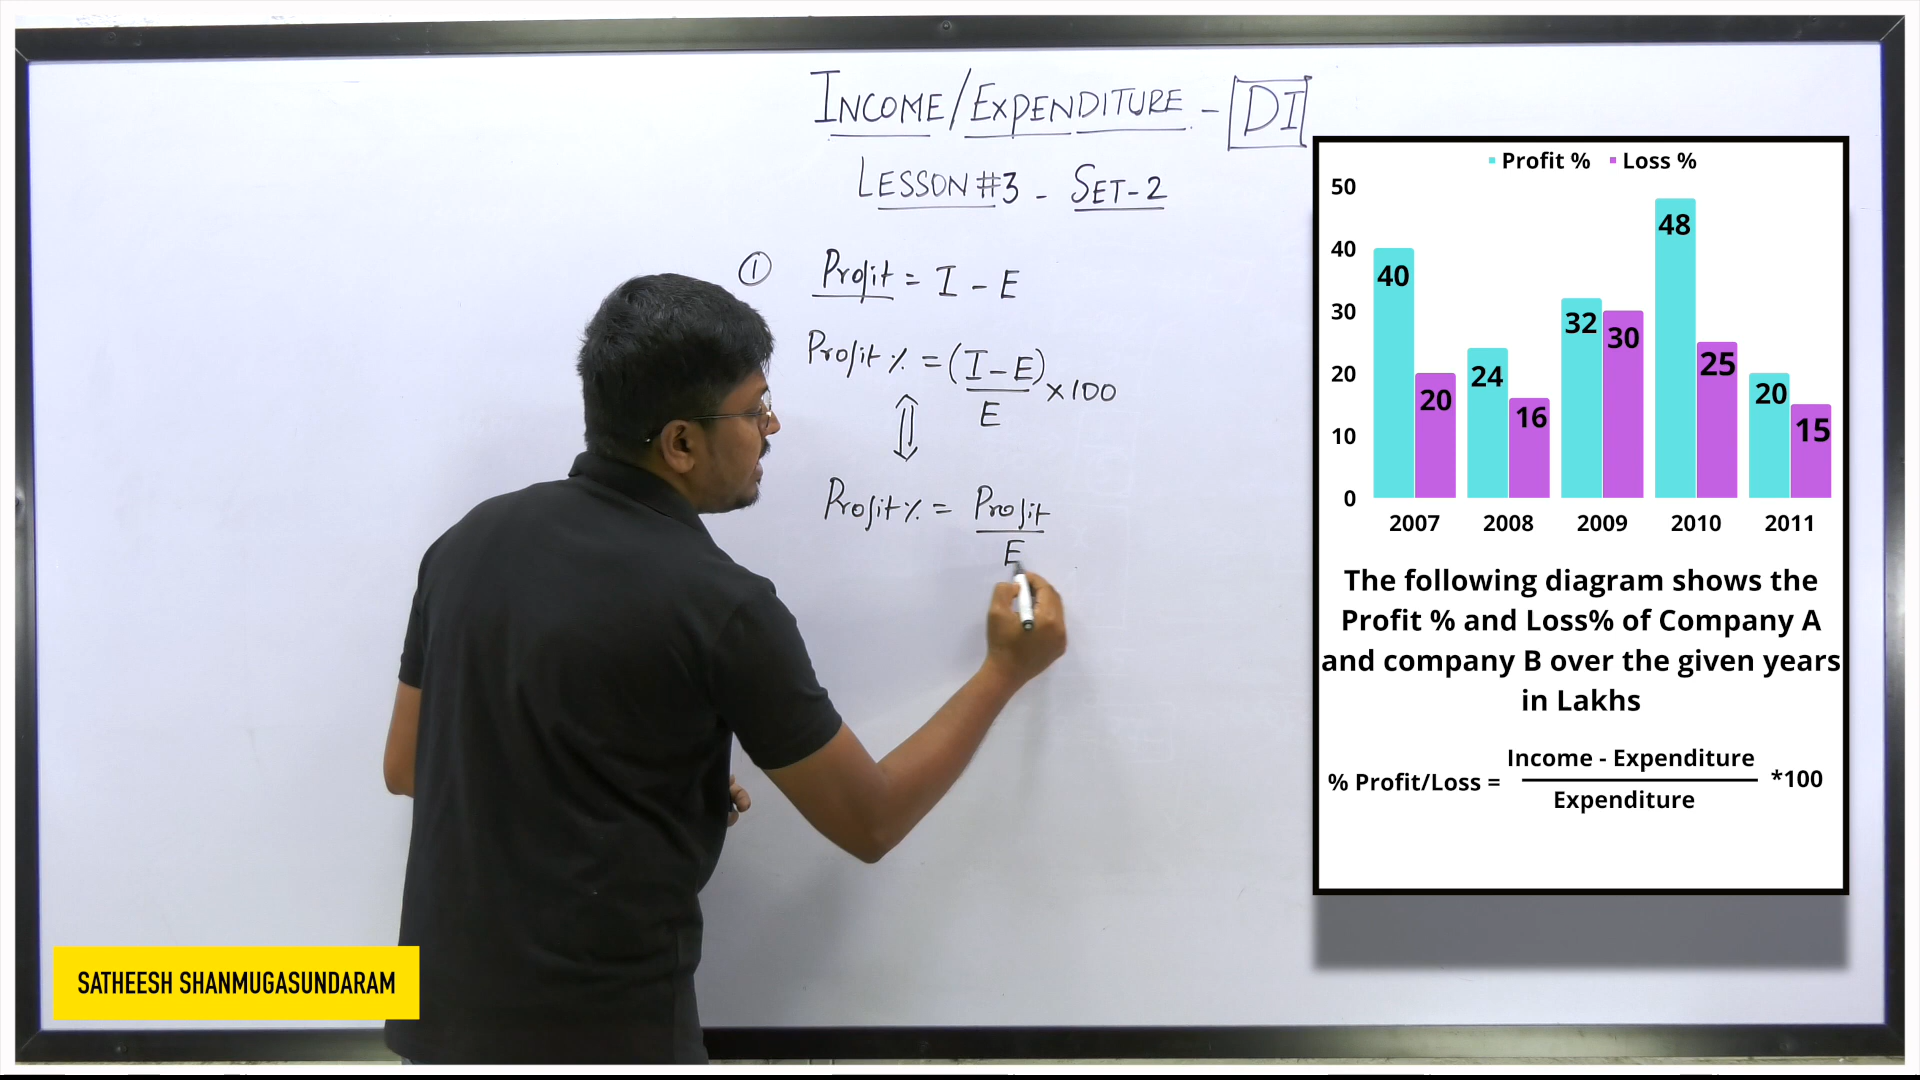 INCOME/EXPENDITURE - DI
LESSON #3 - SET-2
① Profit = I - E
Profit % = (I - E)
E
×100
Profit % = Profit
E
Profit % Loss %
50
40
30
20
10
0
40
20
24
16
32
30
48
25
20
15
2007 2008 2009 2010 2011
The following diagram shows the
Profit % and Loss% of Company A
and company B over the given years
in Lakhs
Income - Expenditure
% Profit/Loss = *100
Expenditure
SATHEESH SHANMUGASUNDARAM